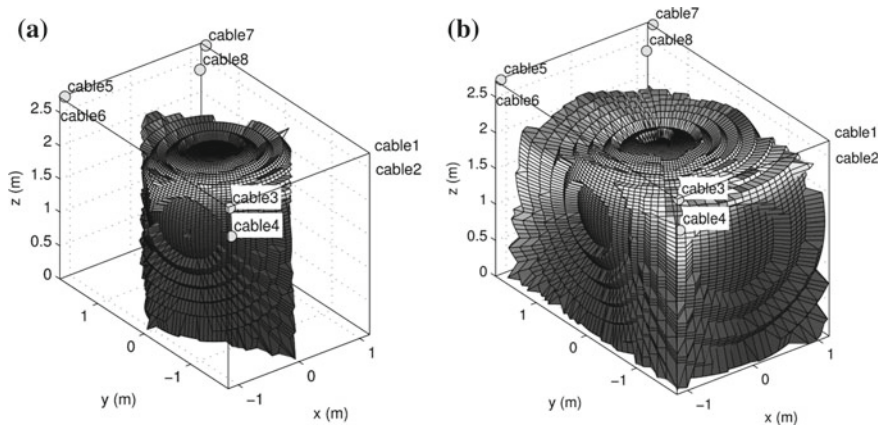 (a)
cable7
cable8
cable5
cable6
cable1
cable2
cable3
cable4
2.5
2
1.5
1
0.5
0
z (m)
1
0
−1
y (m)
−1
0
1
x (m)
(b)
cable7
cable8
cable5
cable6
cable1
cable2
cable3
cable4
2.5
2
1.5
1
0.5
0
z (m)
1
0
−1
y (m)
−1
0
1
x (m)